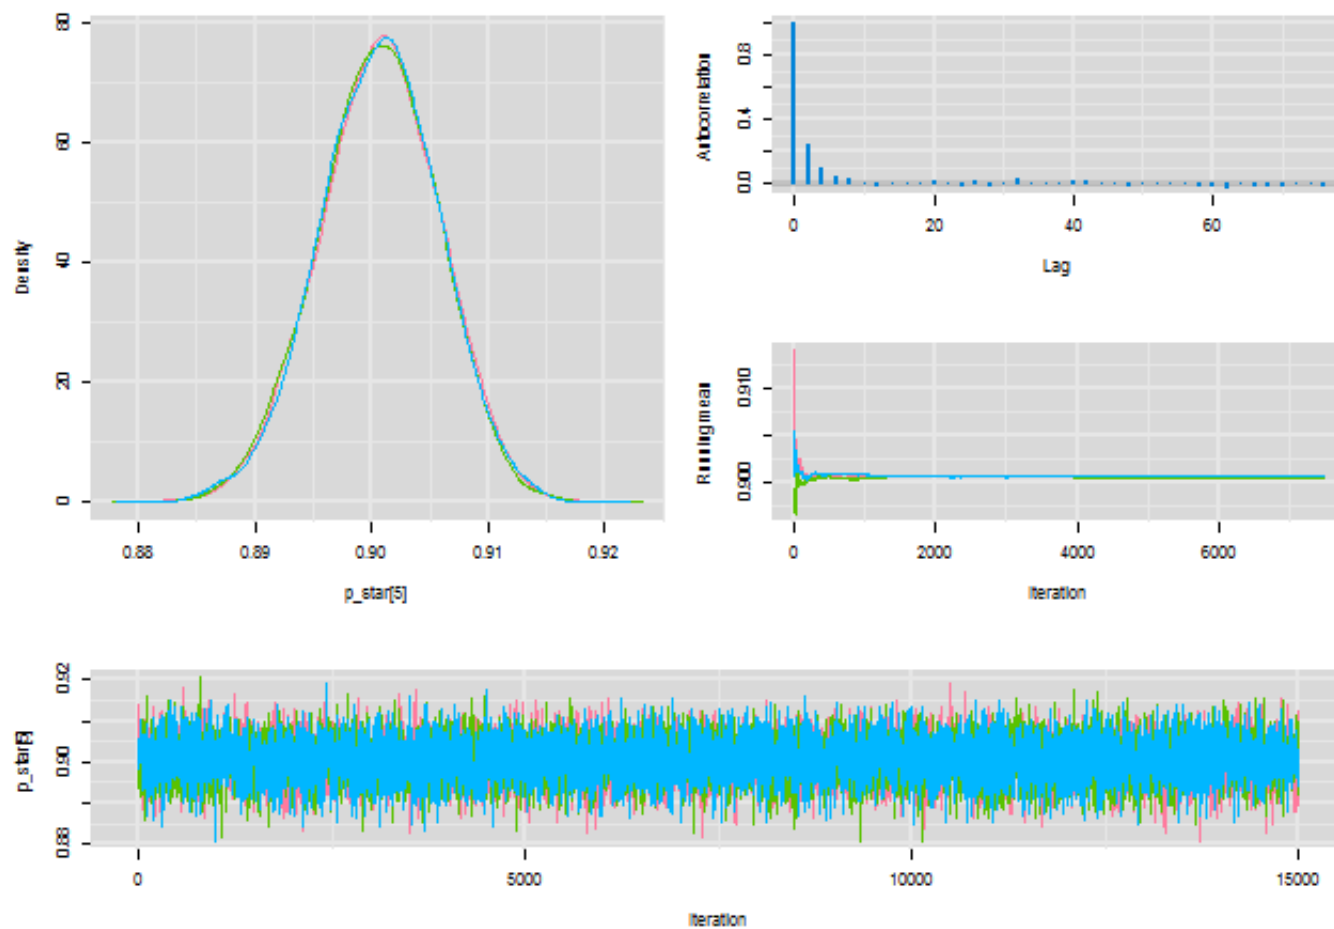 80
60
40
20
0
Density
0.88 0.89 0.90 0.91 0.92
p_star[5]
0.8
0.4
0.0
Autocorrelation
0 20 40 60
Lag
0.910
0.900
Running mean
0 2000 4000 6000
Iteration
0.92
0.90
0.88
p_star[5]
0 5000 10000 15000
Iteration